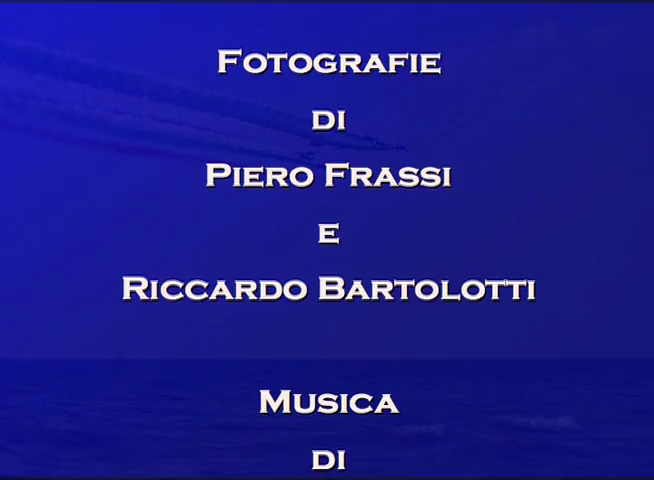 Fotografie
di
Piero Frassi
e
Riccardo Bartolotti
Musica
di